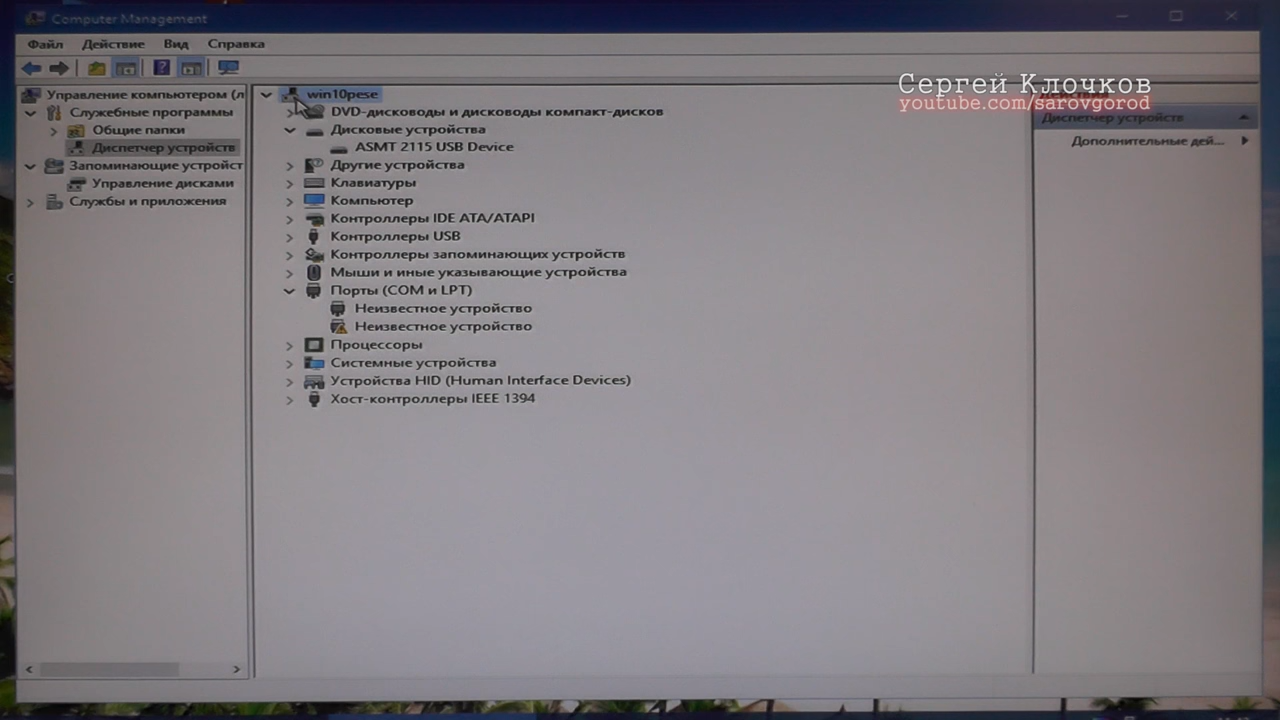 Computer Management
Файл Действие Вид Справка
Сергей Клочков
youtube.com/sarovgorod
Управление компьютером (л
Служебные программы
Общие папки
Диспетчер устройств
Запоминающие устройст
Управление дисками
Службы и приложения
win10pese
DVD-дисководы и дисководы компакт-дисков
Дисковые устройства
ASMT 2115 USB Device
Другие устройства
Клавиатуры
Компьютер
Контроллеры IDE ATA/ATAPI
Контроллеры USB
Контроллеры запоминающих устройств
Мыши и иные указывающие устройства
Порты (COM и LPT)
Неизвестное устройство
Неизвестное устройство
Процессоры
Системные устройства
Устройства HID (Human Interface Devices)
Хост-контроллеры IEEE 1394
Диспетчер устройств
Дополнительные дей...